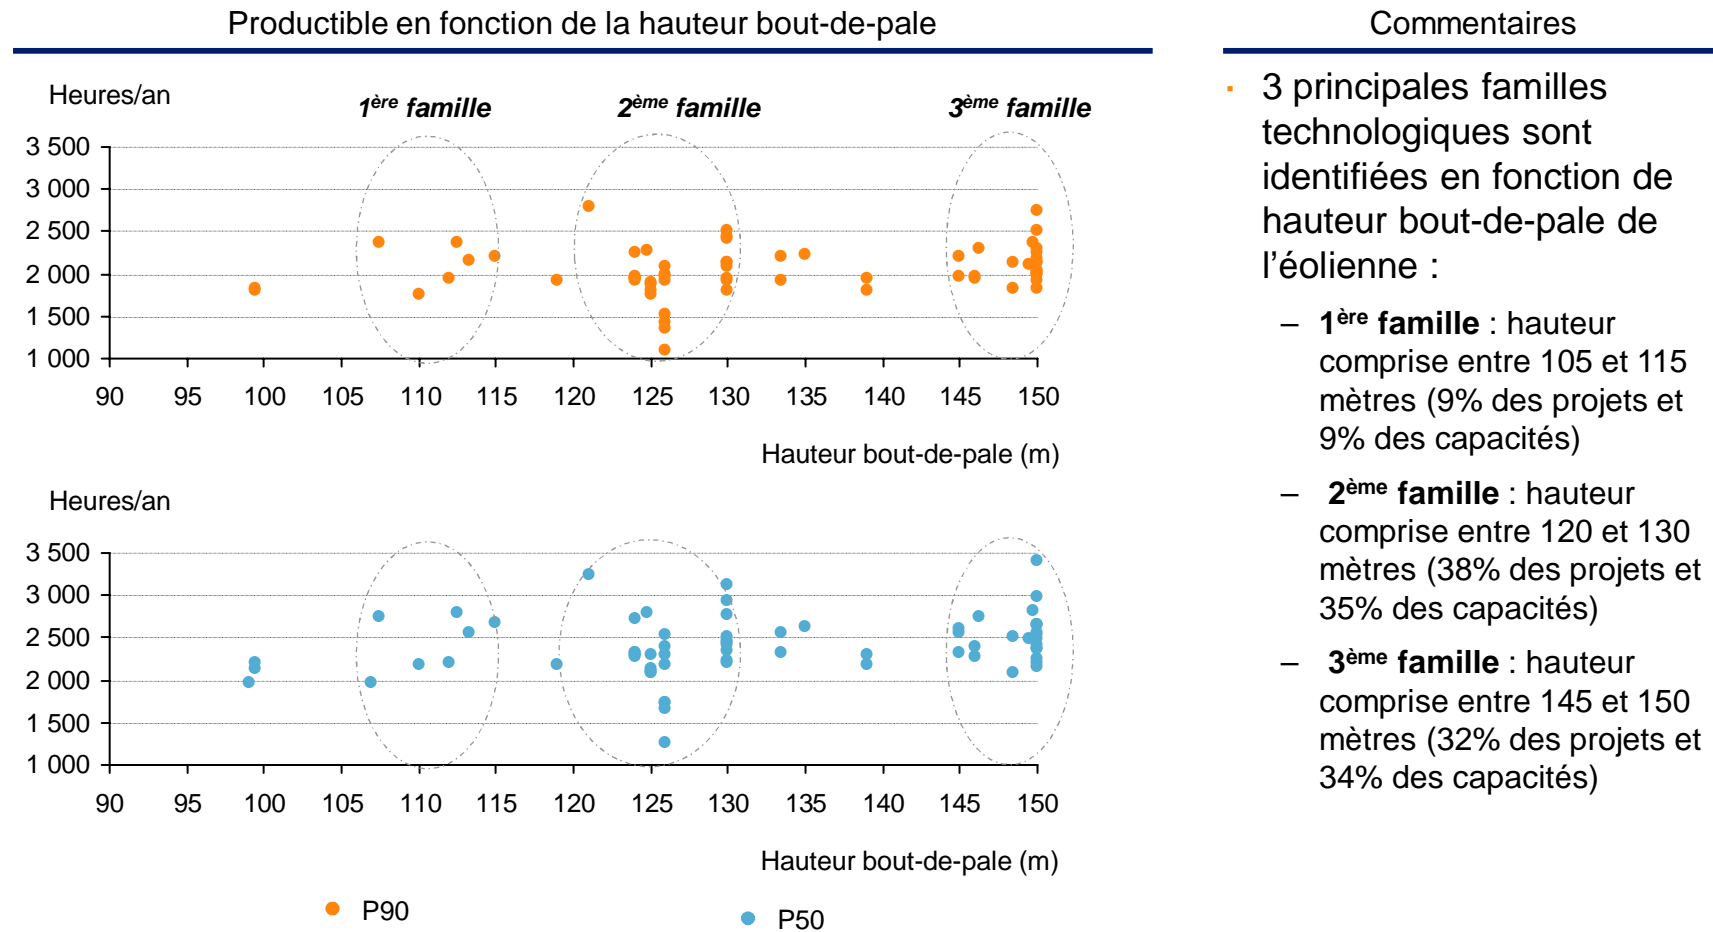 Productible en fonction de la hauteur bout-de-pale
Heures/an
1ère famille
2ème famille
3ème famille
3 500
3 000
2 500
2 000
1 500
1 000
90 95 100 105 110 115 120 125 130 135 140 145 150
Hauteur bout-de-pale (m)
Heures/an
3 500
3 000
2 500
2 000
1 500
1 000
90 95 100 105 110 115 120 125 130 135 140 145 150
Hauteur bout-de-pale (m)
P90
P50
Commentaires
3 principales familles
technologiques sont
identifiées en fonction de
hauteur bout-de-pale de
l’éolienne :
– 1ère famille : hauteur
comprise entre 105 et 115
mètres (9% des projets et
9% des capacités)
– 2ème famille : hauteur
comprise entre 120 et 130
mètres (38% des projets et
35% des capacités)
– 3ème famille : hauteur
comprise entre 145 et 150
mètres (32% des projets et
34% des capacités)